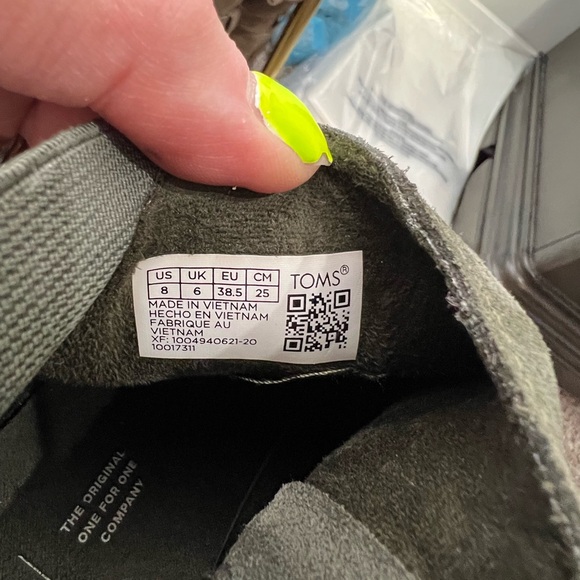 US UK EU CM
8 6 38.5 25
TOMS®
MADE IN VIETNAM
HECHO EN VIETNAM
FABRIQUE AU
VIETNAM
XF: 1004940621-20
10017311
THE ORIGINAL
ONE FOR ONE
COMPANY